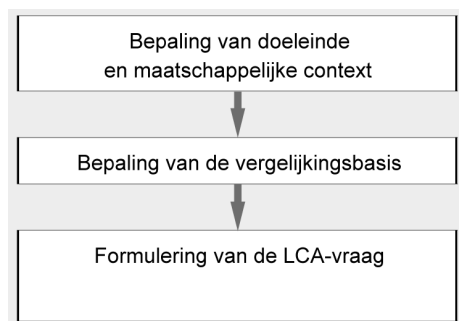 Bepaling van doeleinde
en maatschappelijke context
Bepaling van de vergelijkingsbasis
Formulering van de LCA-vraag